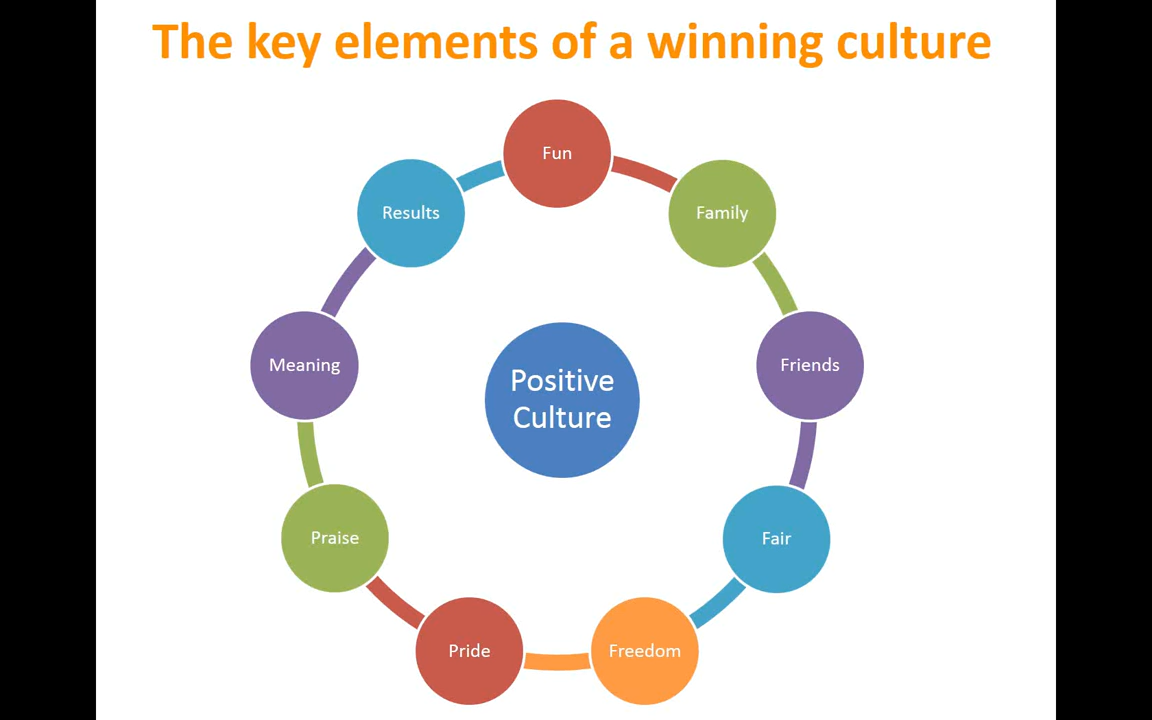 The key elements of a winning culture
Fun
Family
Friends
Fair
Freedom
Pride
Praise
Meaning
Results
Positive
Culture